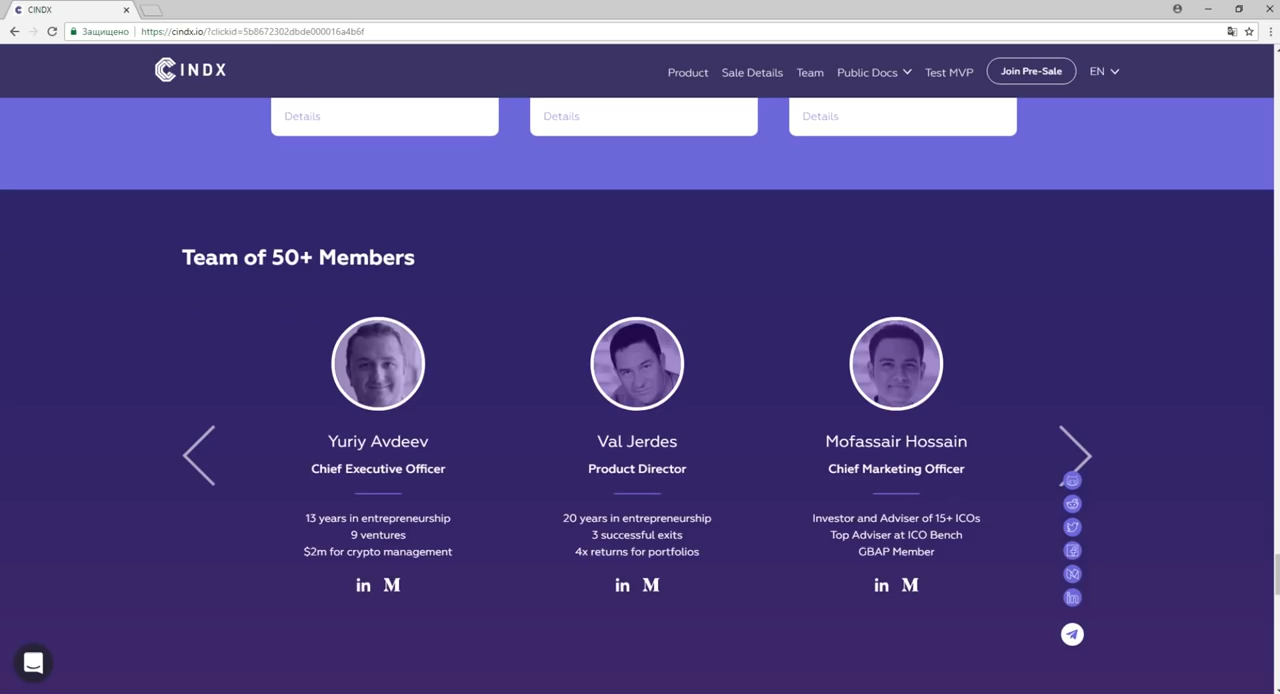 CINDX
Защищено
https://cindx.io/?clickid=5b8672302dbde000016a4b6f
CINDX
Product
Sale Details
Team
Public Docs
Test MVP
Join Pre-Sale
EN
Details
Details
Details
Team of 50+ Members
Yuriy Avdeev
Chief Executive Officer
13 years in entrepreneurship
9 ventures
$2m for crypto management
in M
Val Jerdes
Product Director
20 years in entrepreneurship
3 successful exits
4x returns for portfolios
in M
Mofassair Hossain
Chief Marketing Officer
Investor and Adviser of 15+ ICOs
Top Adviser at ICO Bench
GBAP Member
in M